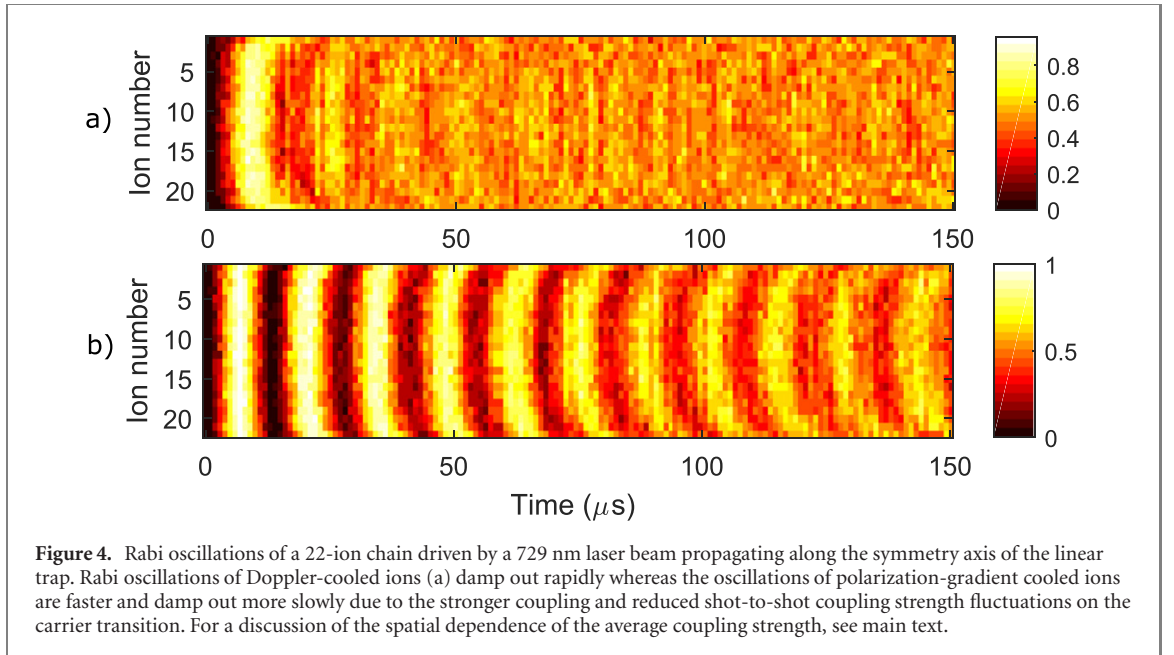 a)
Ion number
5
10
15
20
0 50 100 150
0.8
0.6
0.4
0.2
0
b)
Ion number
5
10
15
20
0 50 100 150
1
0.5
0
Time (μs)
Figure 4. Rabi oscillations of a 22-ion chain driven by a 729 nm laser beam propagating along the symmetry axis of the linear
trap. Rabi oscillations of Doppler-cooled ions (a) damp out rapidly whereas the oscillations of polarization-gradient cooled ions
are faster and damp out more slowly due to the stronger coupling and reduced shot-to-shot coupling strength fluctuations on the
carrier transition. For a discussion of the spatial dependence of the average coupling strength, see main text.